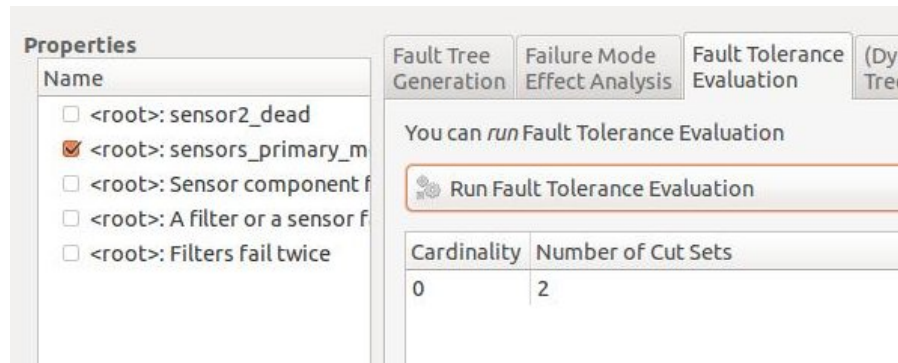 Properties
Name
<root>: sensor2_dead
<root>: sensors_primary_m
<root>: Sensor component f
<root>: A filter or a sensor f
<root>: Filters fail twice
Fault Tree
Generation
Failure Mode
Effect Analysis
Fault Tolerance
Evaluation
(Dy
Tree
You can run Fault Tolerance Evaluation
Run Fault Tolerance Evaluation
Cardinality Number of Cut Sets
0 2